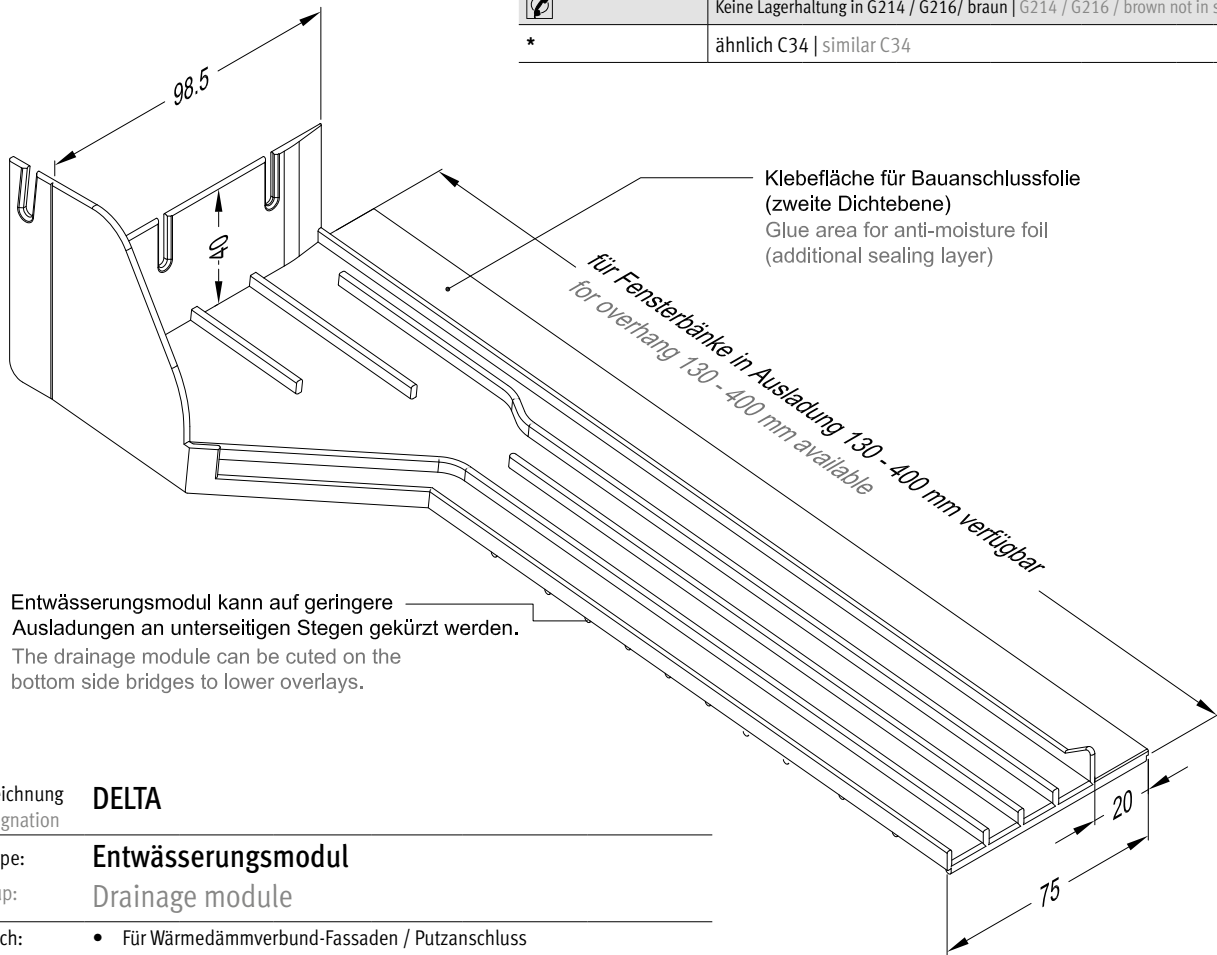 Keine Lagerhaltung in G214 / G216/ braun | G214 / G216 / brown not in s
* ähnlich C34 | similar C34
98.5
40
Klebefläche für Bauanschlussfolie
(zweite Dichtebene)
Glue area for anti-moisture foil
(additional sealing layer)
für Fensterbänke in Ausladung 130 - 400 mm verfügbar
for overhang 130 - 400 mm available
Entwässerungsmodul kann auf geringere
Ausladungen an unterseitigen Stegen gekürzt werden.
The drainage module can be cuted on the
bottom side bridges to lower overlays.
20
75
eichnung DELTA
gnation
pe: Entwässerungsmodul
up: Drainage module
ch: • Für Wärmedämmverbund-Fassaden / Putzanschluss